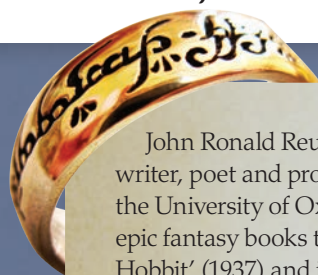 John Ronald Reu
writer, poet and pro
the University of Ox
epic fantasy books t
Hobbit’ (1937) and